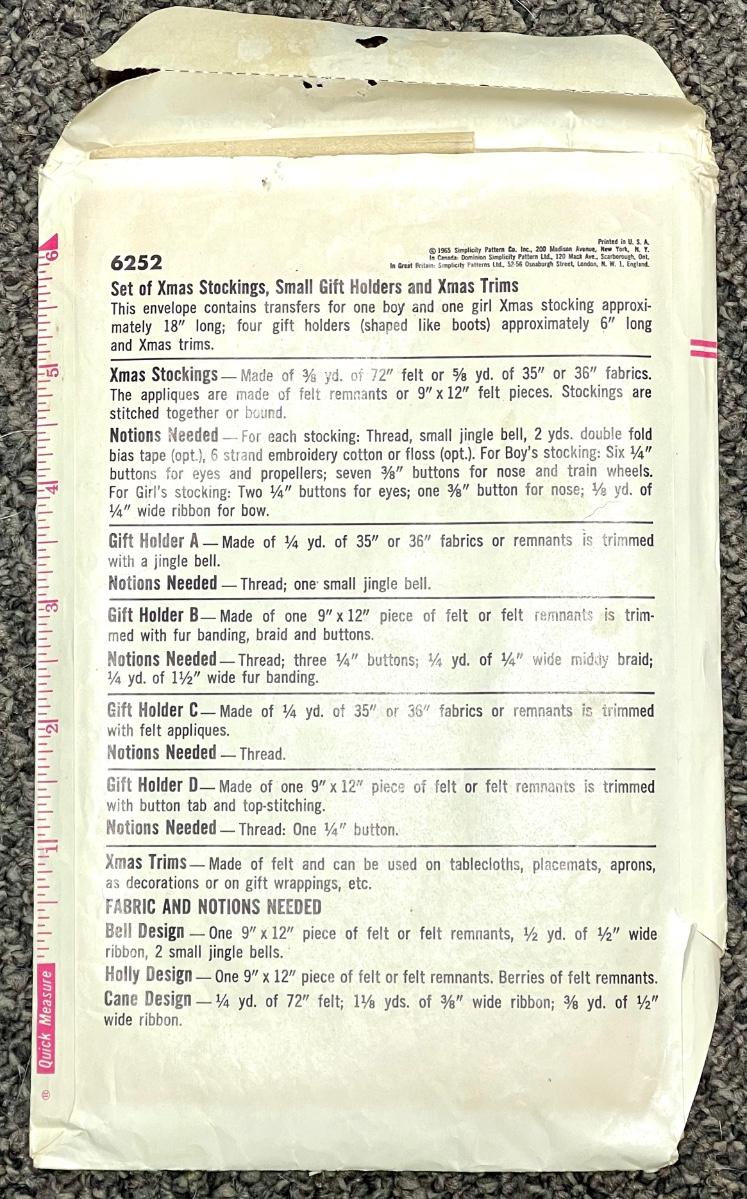 Printed in U. S. A.
© 1965 Simplicity Pattern Co. Inc., 200 Madison Avenue, New York, N. Y.
In Canada: Dominion Simplicity Pattern Ltd., 120 Mack Ave., Scarborough, Ont.
In Great Britain: Simplicity Patterns Ltd., 52-56 Osnaburgh Street, London, N. W. 1, England.
6252
Set of Xmas Stockings, Small Gift Holders and Xmas Trims
This envelope contains transfers for one boy and one girl Xmas stocking approxi-
mately 18" long; four gift holders (shaped like boots) approximately 6" long
and Xmas trims.
Xmas Stockings — Made of ⅜ yd. of 72" felt or ⅝ yd. of 35" or 36" fabrics.
The appliques are made of felt remnants or 9" x 12" felt pieces. Stockings are
stitched together or bound.
Notions Needed — For each stocking: Thread, small jingle bell, 2 yds. double fold
bias tape (opt.), 6 strand embroidery cotton or floss (opt.). For Boy's stocking: Six ¼"
buttons for eyes and propellers; seven ⅜" buttons for nose and train wheels.
For Girl's stocking: Two ¼" buttons for eyes; one ⅜" button for nose; ⅛ yd. of
¼" wide ribbon for bow.
Gift Holder A — Made of ¼ yd. of 35" or 36" fabrics or remnants is trimmed
with a jingle bell.
Notions Needed — Thread; one small jingle bell.
Gift Holder B — Made of one 9" x 12" piece of felt or felt remnants is trim-
med with fur banding, braid and buttons.
Notions Needed — Thread; three ¼" buttons; ¼ yd. of ¼" wide middy braid;
¼ yd. of 1½" wide fur banding.
Gift Holder C — Made of ¼ yd. of 35" or 36" fabrics or remnants is trimmed
with felt appliques.
Notions Needed — Thread.
Gift Holder D — Made of one 9" x 12" piece of felt or felt remnants is trimmed
with button tab and top-stitching.
Notions Needed — Thread: One ¼" button.
Xmas Trims — Made of felt and can be used on tablecloths, placemats, aprons,
as decorations or on gift wrappings, etc.
FABRIC AND NOTIONS NEEDED
Bell Design — One 9" x 12" piece of felt or felt remnants, ½ yd. of ½" wide
ribbon, 2 small jingle bells.
Holly Design — One 9" x 12" piece of felt or felt remnants. Berries of felt remnants.
Cane Design — ¼ yd. of 72" felt; 1⅛ yds. of ⅜" wide ribbon; ⅜ yd. of ½"
wide ribbon.
6
5
4
3
2
1
Quick Measure
®